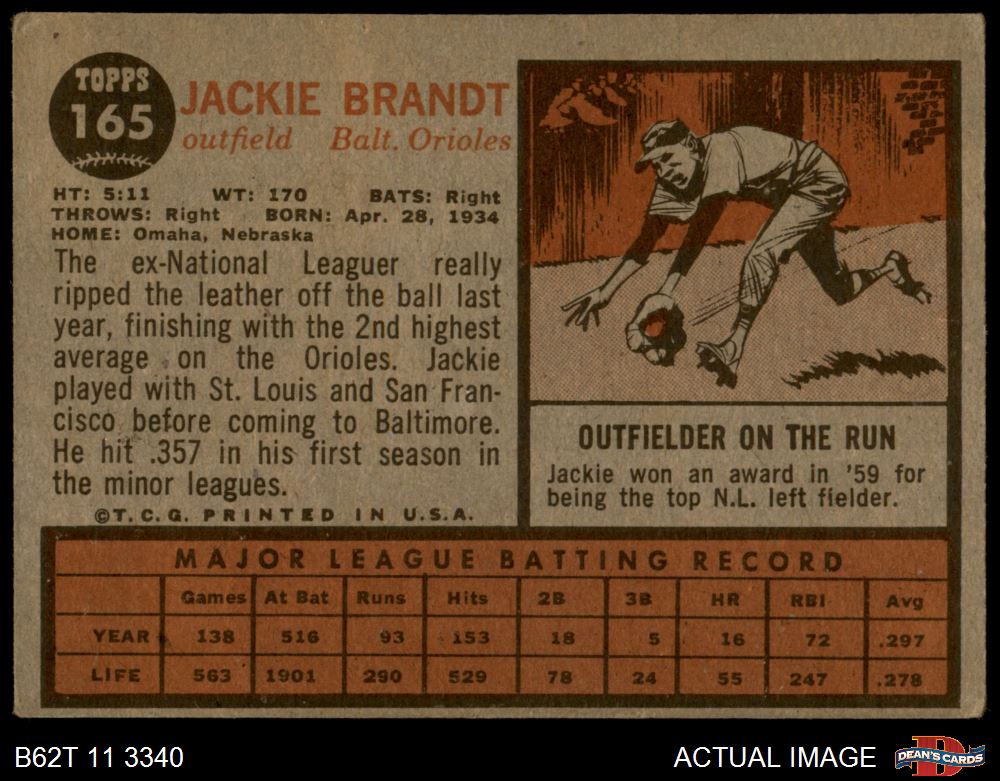 TOPPS
165
JACKIE BRANDT
outfield Balt. Orioles
HT: 5:11 WT: 170 BATS: Right
THROWS: Right BORN: Apr. 28, 1934
HOME: Omaha, Nebraska
The ex-National Leaguer really
ripped the leather off the ball last
year, finishing with the 2nd highest
average on the Orioles. Jackie
played with St. Louis and San Fran-
cisco before coming to Baltimore.
He hit .357 in his first season in
the minor leagues.
©T.C.G. PRINTED IN U.S.A.
OUTFIELDER ON THE RUN
Jackie won an award in '59 for
being the top N.L. left fielder.
MAJOR LEAGUE BATTING RECORD
Games At Bat Runs Hits 2B 3B HR RBI Avg
YEAR 138 516 93 153 18 5 16 72 .297
LIFE 563 1901 290 529 78 24 55 247 .278
B62T 11 3340
ACTUAL IMAGE
D
DEAN'S CARDS